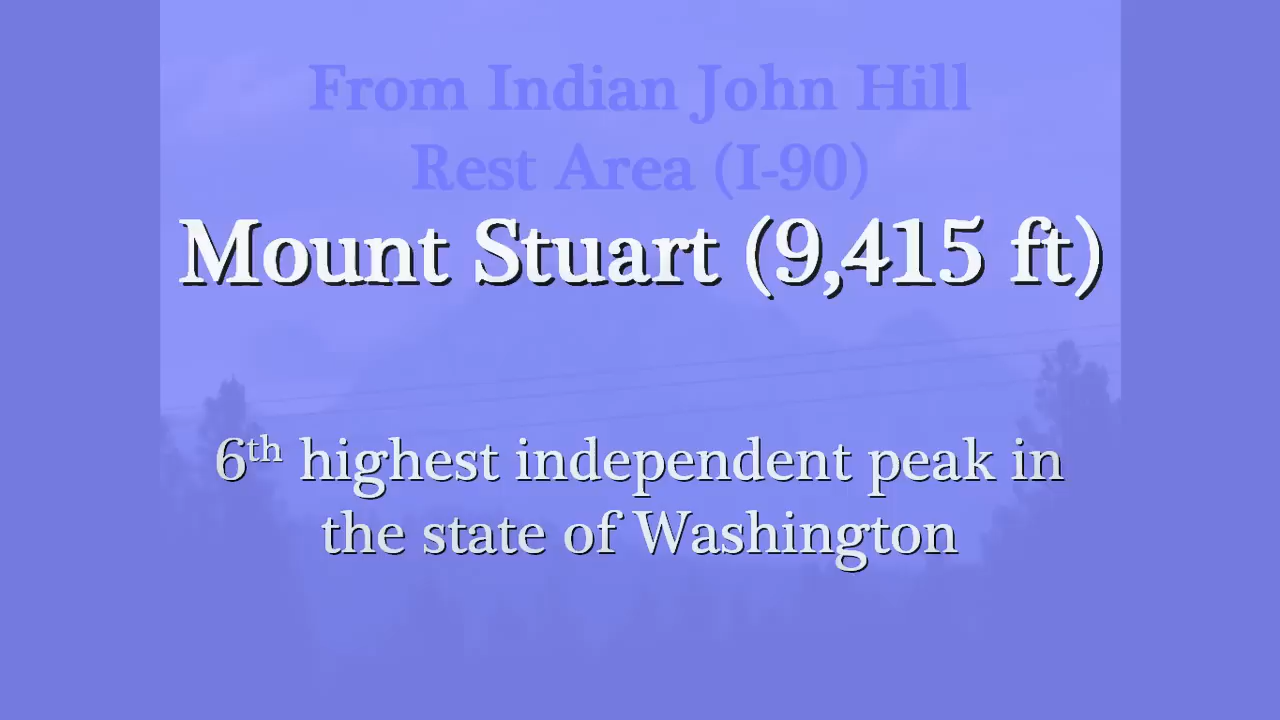 From Indian John Hill
Rest Area (I-90)
Mount Stuart (9,415 ft)
6th highest independent peak in
the state of Washington